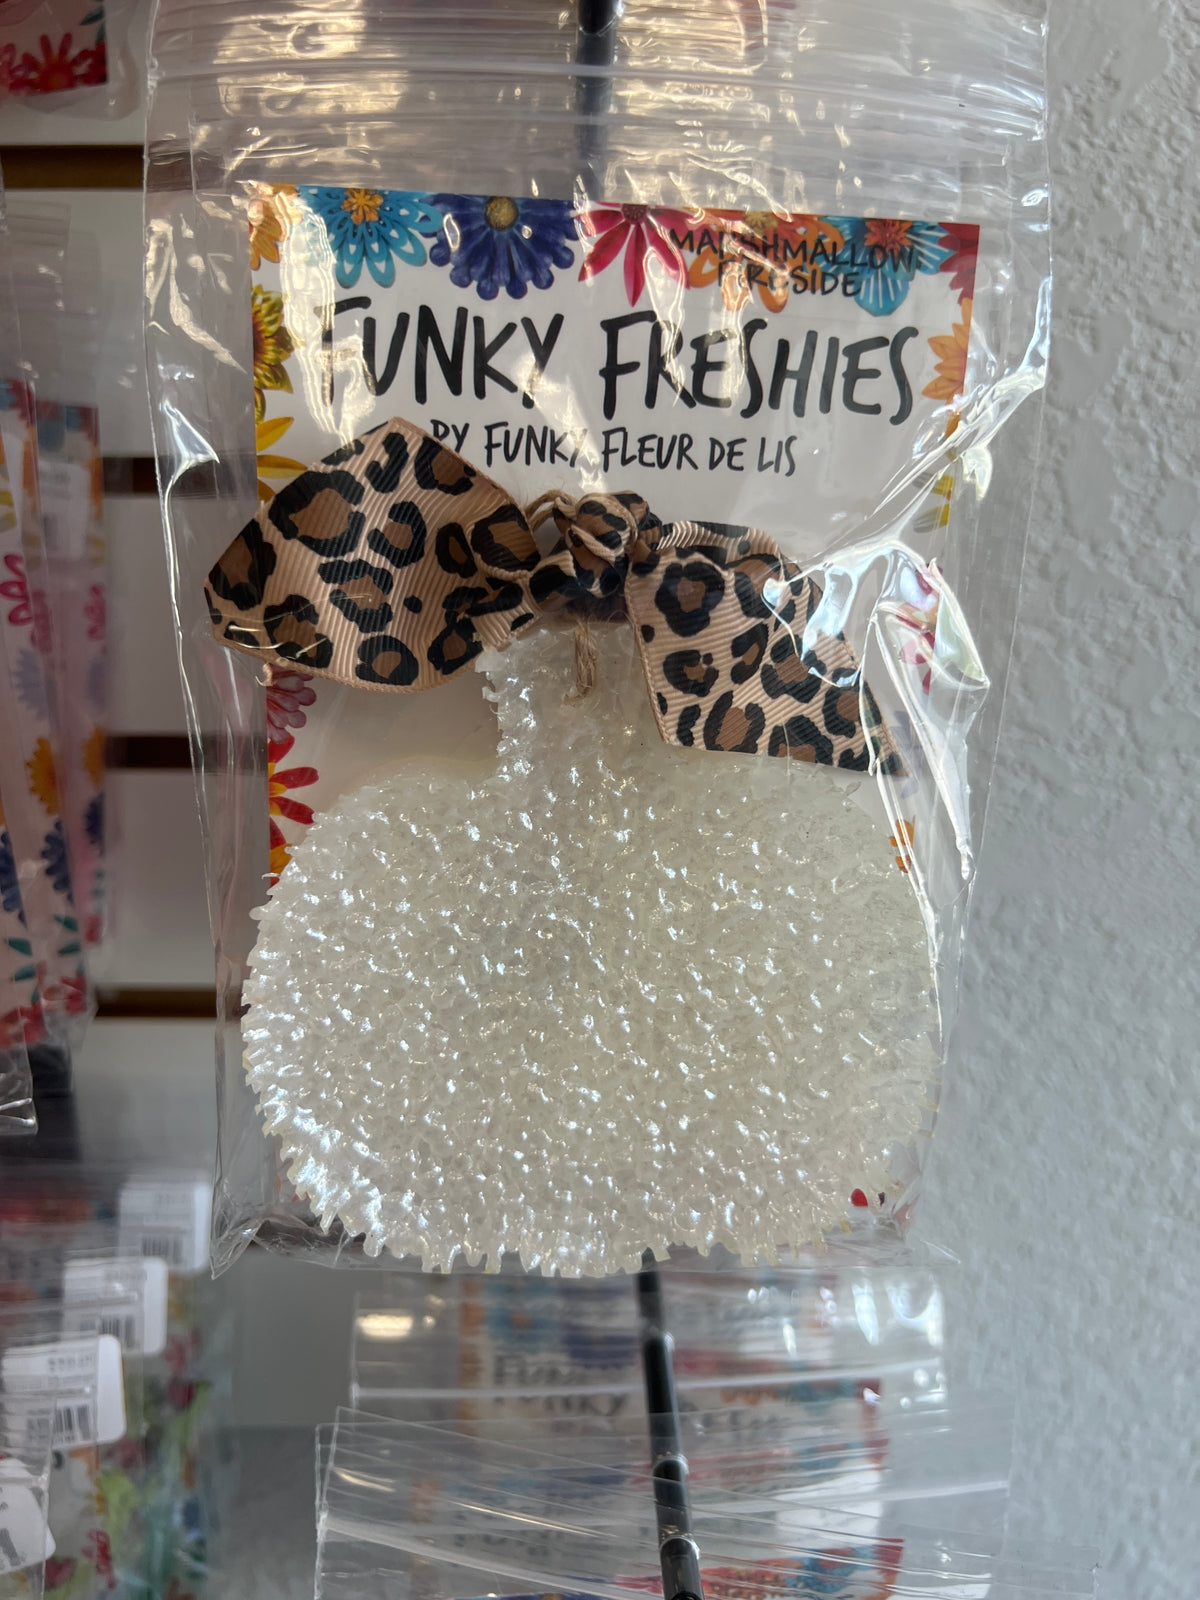 MARSHMALLOW
FIRESIDE
FUNKY FRESHIES
BY FUNKY FLEUR DE LIS